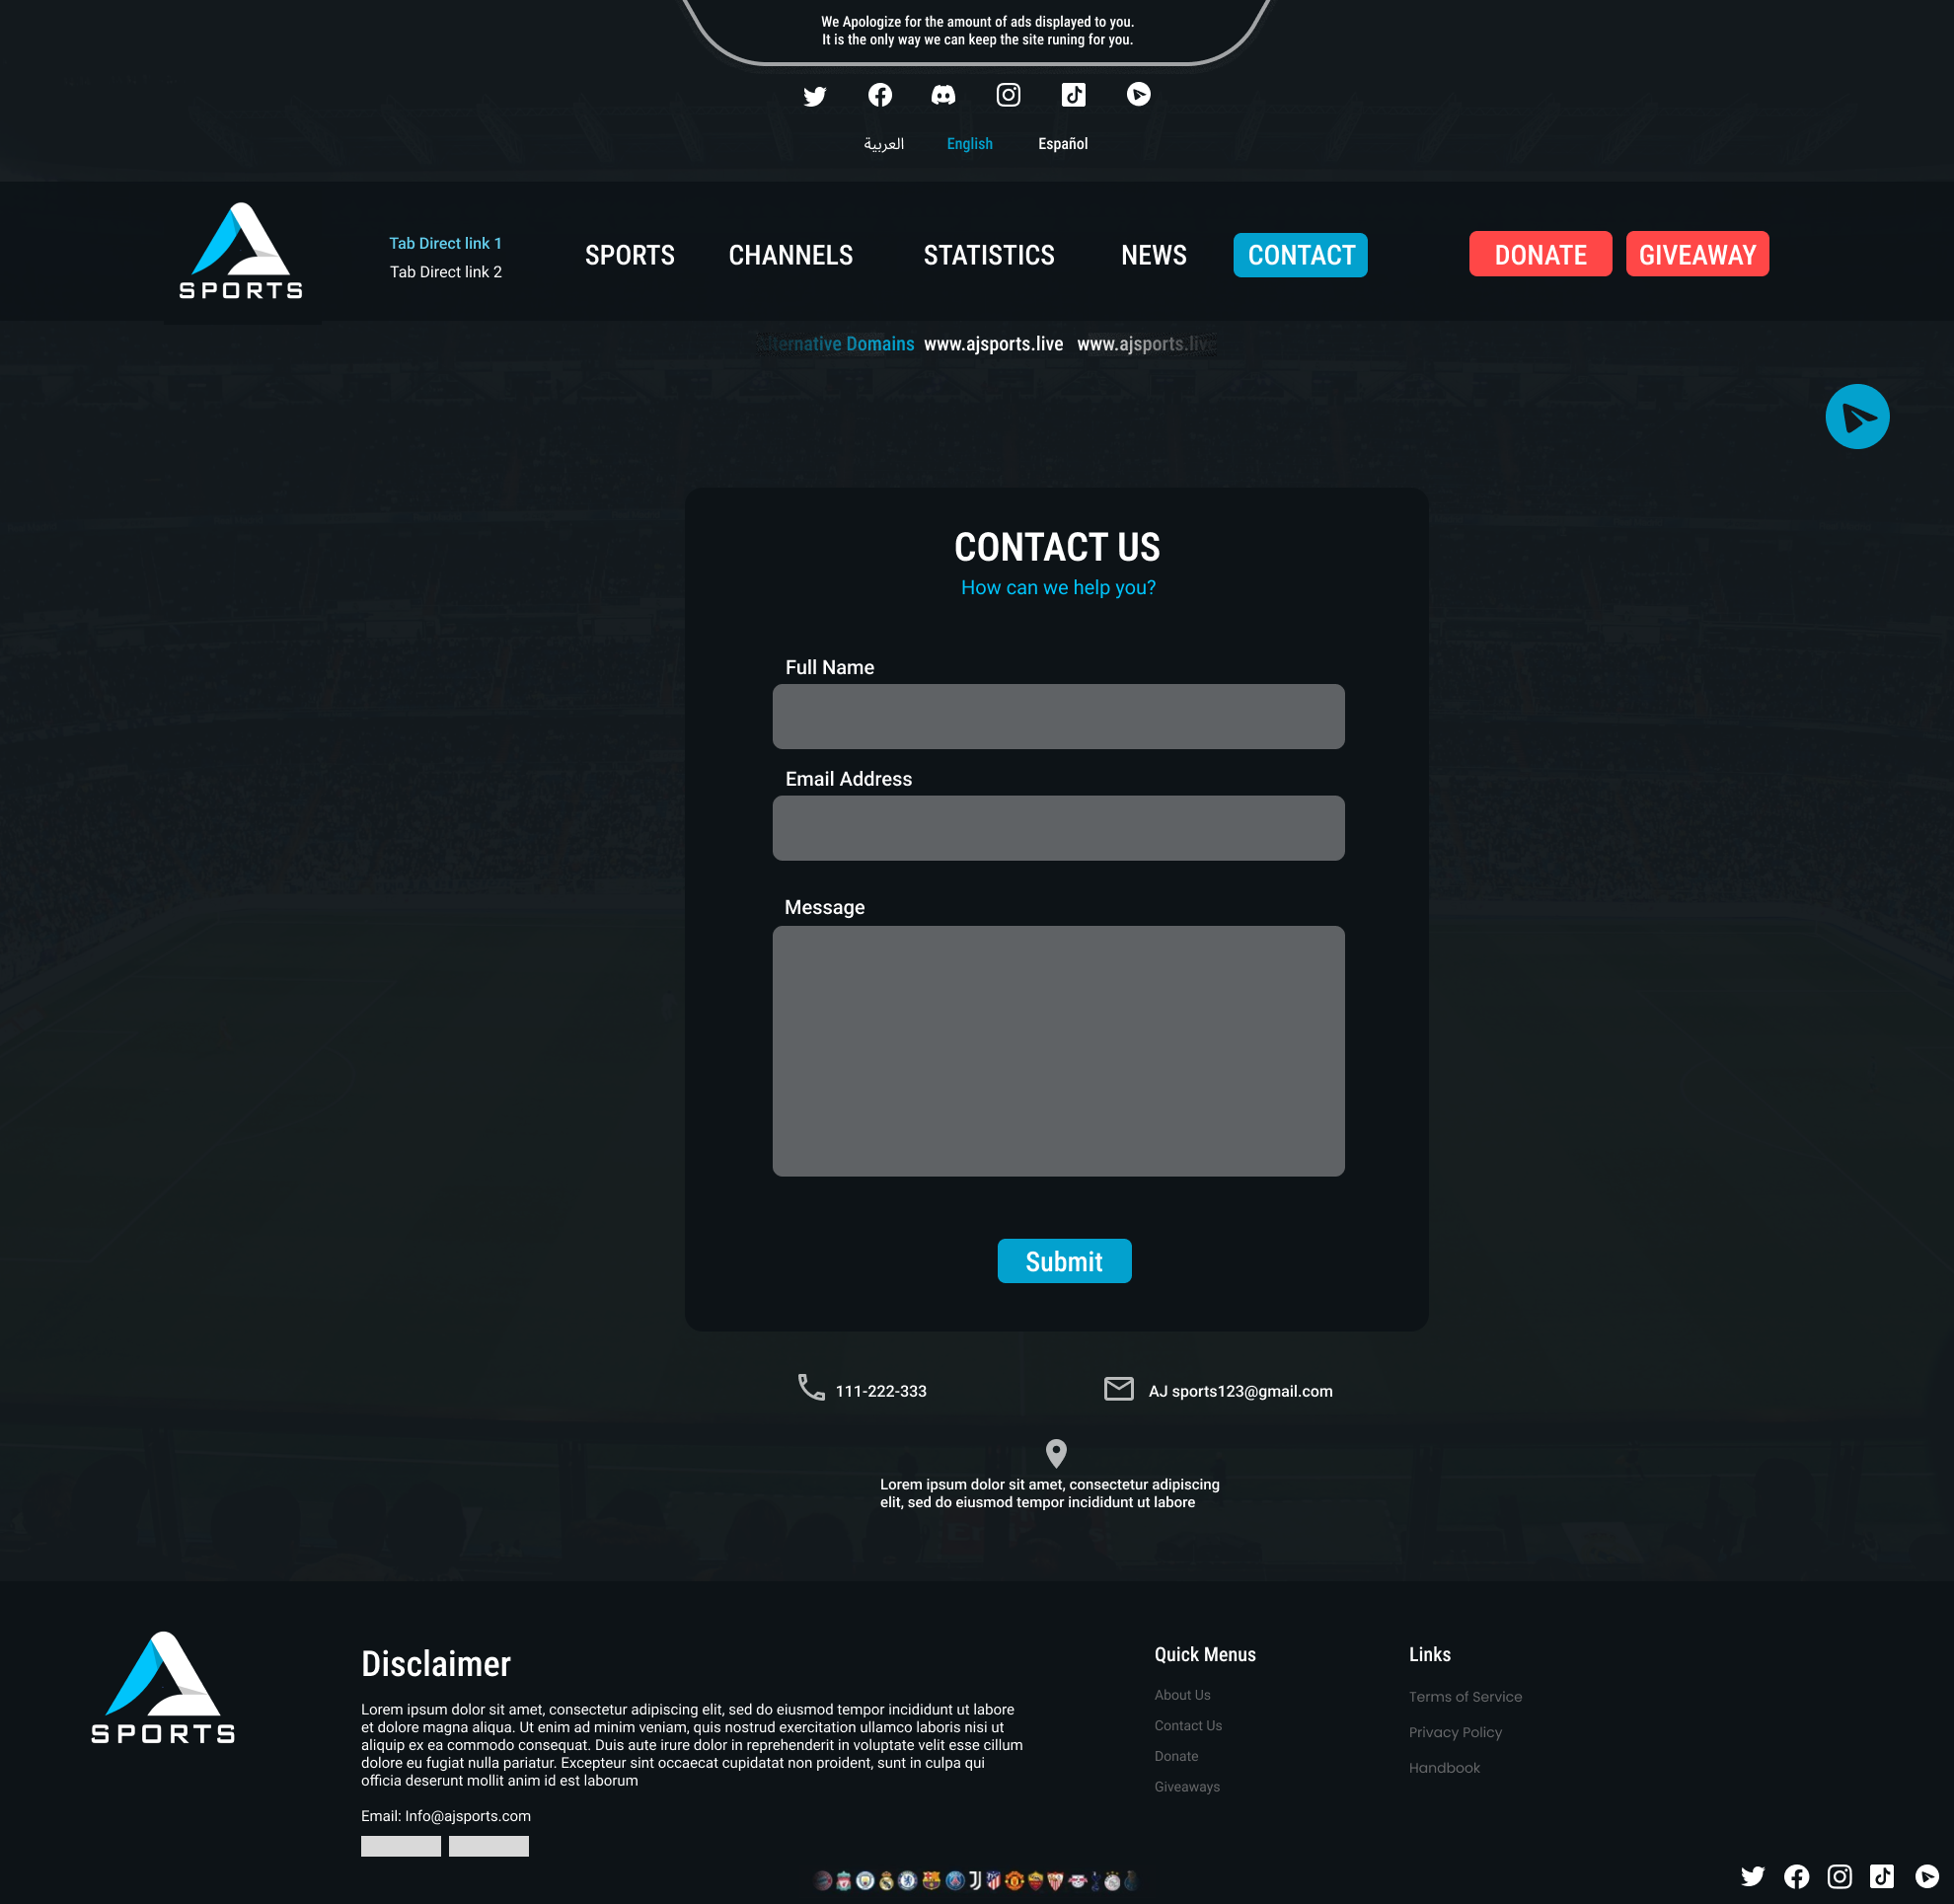 We Apologize for the amount of ads displayed to you.
It is the only way we can keep the site runing for you.
العربية English Español
SPORTS
Tab Direct link 1
Tab Direct link 2
SPORTS CHANNELS STATISTICS NEWS CONTACT DONATE GIVEAWAY
lternative Domains www.ajsports.live www.ajsports.live
CONTACT US
How can we help you?
Full Name
Email Address
Message
Submit
111-222-333
AJ sports123@gmail.com
Lorem ipsum dolor sit amet, consectetur adipiscing
elit, sed do eiusmod tempor incididunt ut labore
SPORTS
Disclaimer
Lorem ipsum dolor sit amet, consectetur adipiscing elit, sed do eiusmod tempor incididunt ut labore
et dolore magna aliqua. Ut enim ad minim veniam, quis nostrud exercitation ullamco laboris nisi ut
aliquip ex ea commodo consequat. Duis aute irure dolor in reprehenderit in voluptate velit esse cillum
dolore eu fugiat nulla pariatur. Excepteur sint occaecat cupidatat non proident, sunt in culpa qui
officia deserunt mollit anim id est laborum
Email: Info@ajsports.com
Quick Menus
About Us
Contact Us
Donate
Giveaways
Links
Terms of Service
Privacy Policy
Handbook